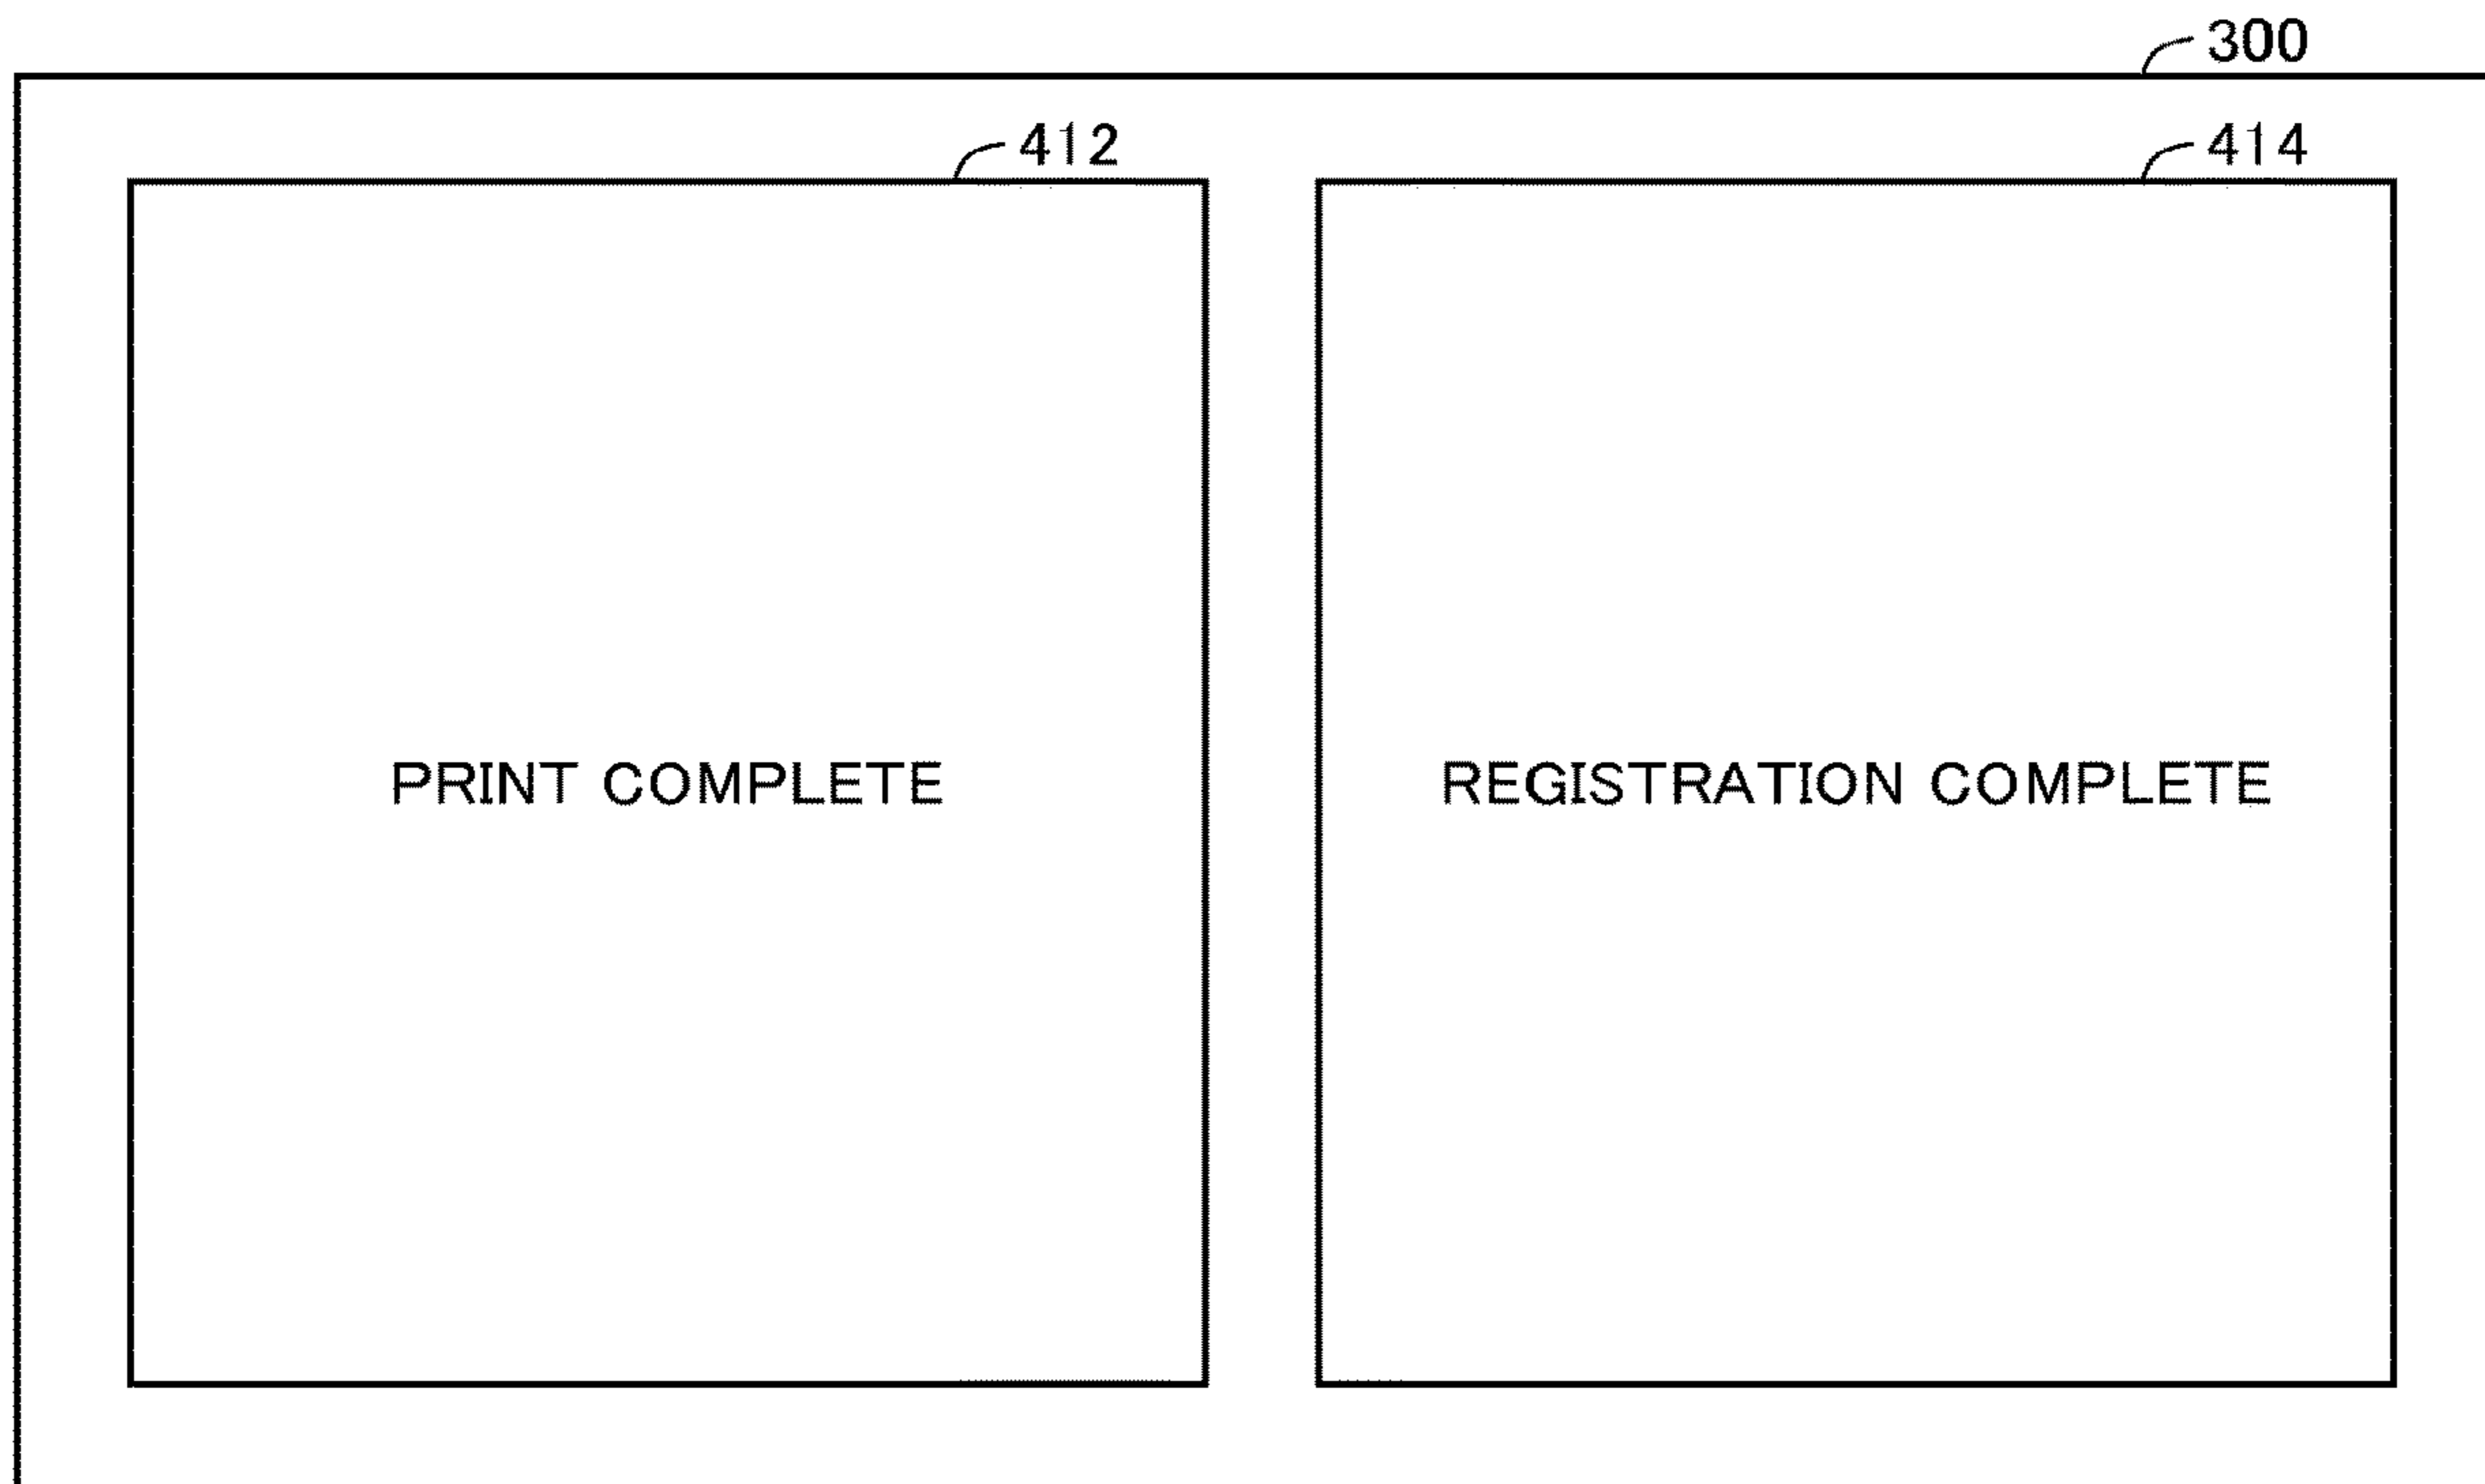 300
412
414
PRINT COMPLETE
REGISTRATION COMPLETE